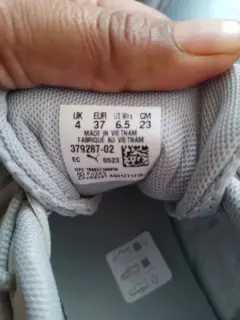 UK EUR US Wns CM
4 37 6.5 23
MADE IN VIETNAM
FABRIQUÉ AU VIETNAM
379287-02
EC 0523